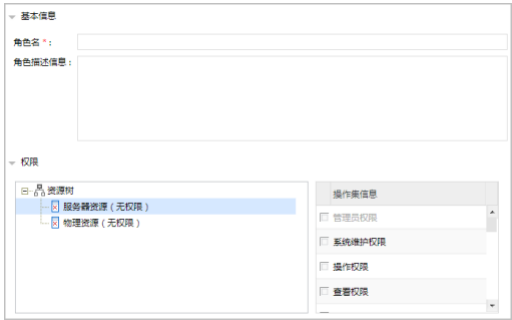 基本信息
角色名 * :
角色描述信息 :
权限
资源树
服务器资源 ( 无权限 )
物理资源 ( 无权限 )
操作集信息
管理员权限
系统维护权限
操作权限
查看权限